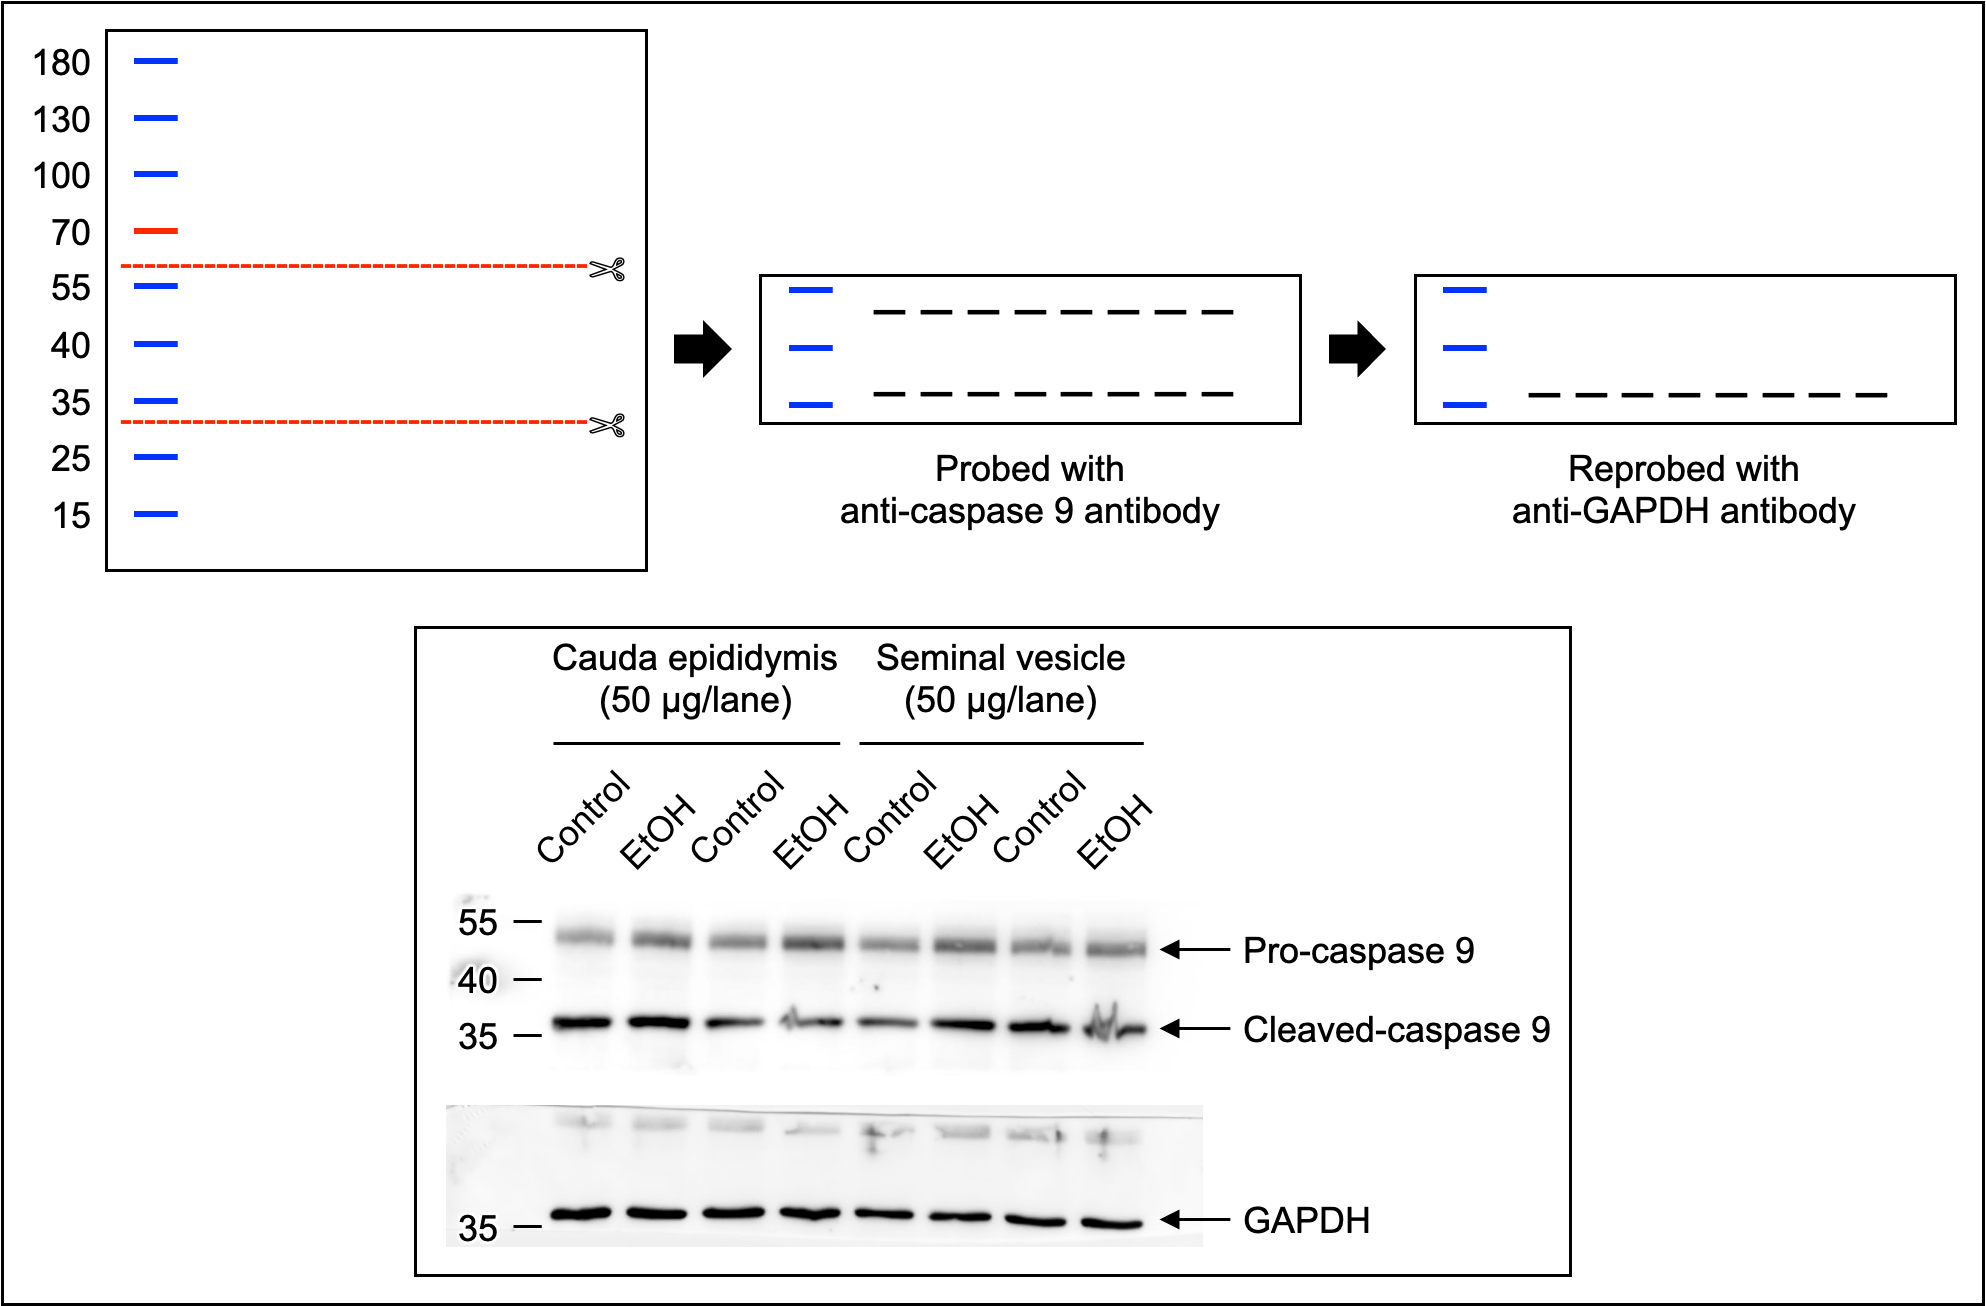 180
130
100
70
55
40
35
25
15
Probed with
anti-caspase 9 antibody
Reprobed with
anti-GAPDH antibody
Cauda epididymis
(50 µg/lane)
Seminal vesicle
(50 µg/lane)
Control
EtOH
Control
EtOH
Control
EtOH
Control
EtOH
55
Pro-caspase 9
40
35
Cleaved-caspase 9
35
GAPDH